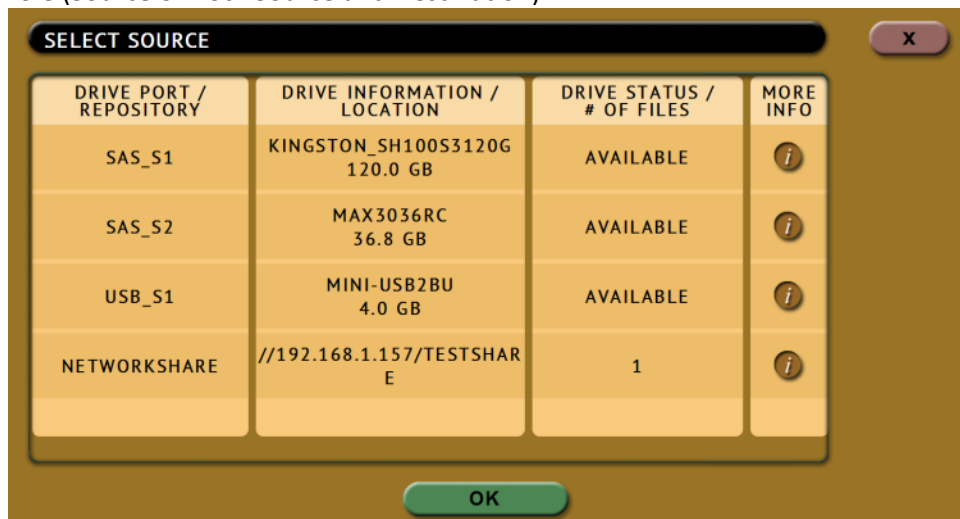 SELECT SOURCE
X
DRIVE PORT /
REPOSITORY
DRIVE INFORMATION /
LOCATION
DRIVE STATUS /
# OF FILES
MORE
INFO
SAS_S1
KINGSTON_SH100S3120G
120.0 GB
AVAILABLE
i
SAS_S2
MAX3036RC
36.8 GB
AVAILABLE
i
USB_S1
MINI-USB2BU
4.0 GB
AVAILABLE
i
NETWORKSHARE
//192.168.1.157/TESTSHAR
E
1
i
OK